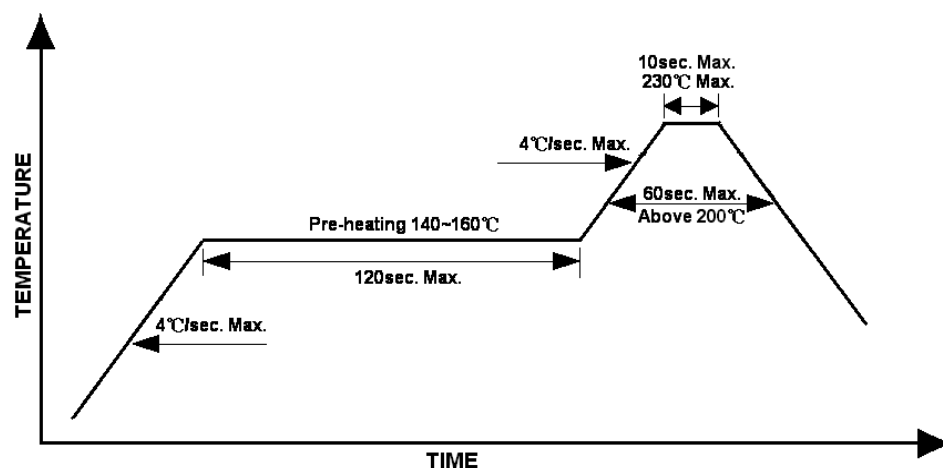 10sec. Max.
230℃ Max.
4℃/sec. Max.
60sec. Max.
Above 200℃
Pre-heating 140~160℃
120sec. Max.
4℃/sec. Max.
TEMPERATURE
TIME